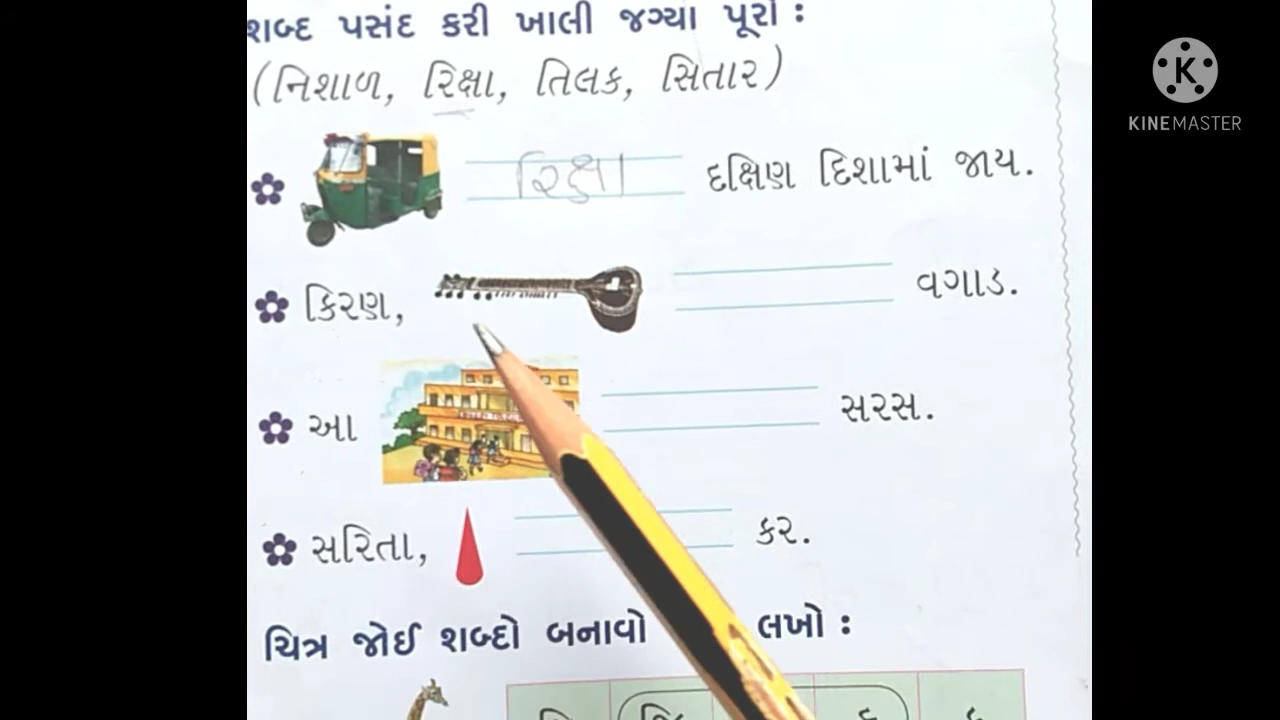 શબ્દ પસંદ કરી ખાલી જગ્યા પૂરો :
(નિશાળ, રિક્ષા, તિલક, સિતાર)
રિક્ષા દક્ષિણ દિશામાં જાય.
કિરણ, વગાડ.
આ સરસ.
સરિતા, કર.
ચિત્ર જોઈ શબ્દો બનાવો લખો :
KINEMASTER